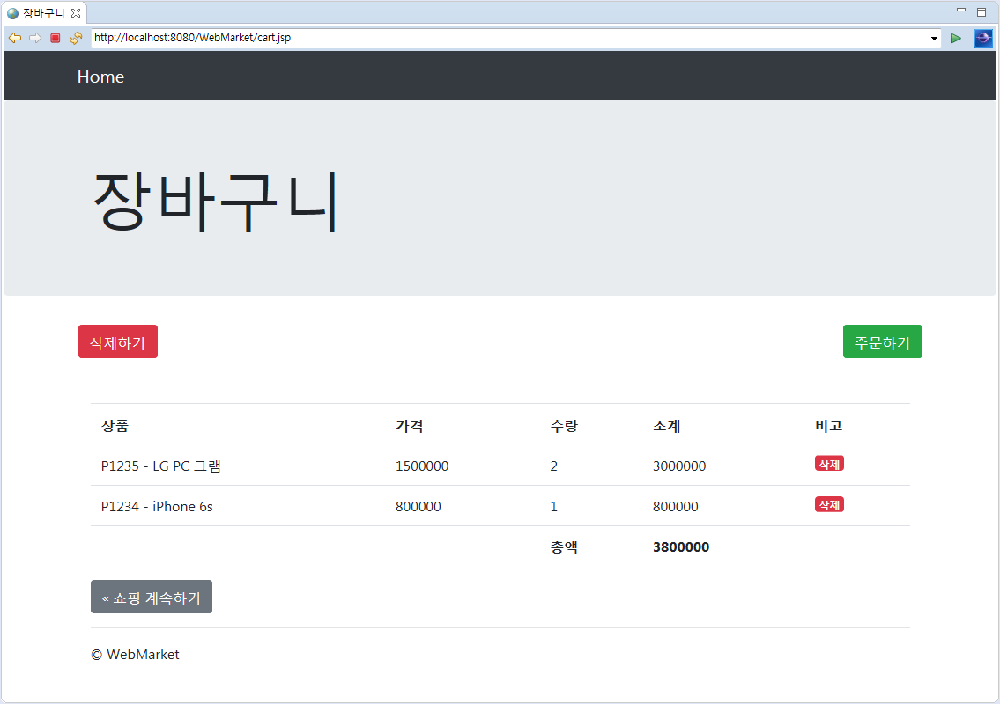 장바구니
http://localhost:8080/WebMarket/cart.jsp
Home
장바구니
삭제하기 주문하기
상품 가격 수량 소계 비고
P1235 - LG PC 그램 1500000 2 3000000 삭제
P1234 - iPhone 6s 800000 1 800000 삭제
총액 3800000
« 쇼핑 계속하기
© WebMarket